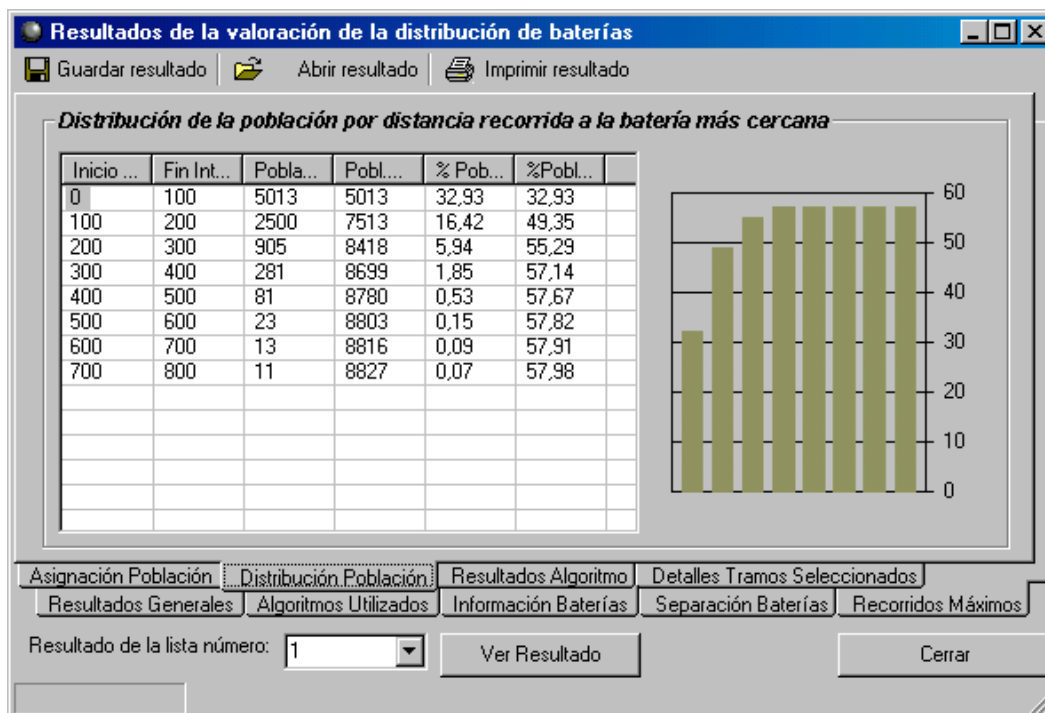 Resultados de la valoración de la distribución de baterías
Guardar resultado Abrir resultado Imprimir resultado
Distribución de la población por distancia recorrida a la batería más cercana
Inicio ... Fin Int... Pobla... Pobl.... % Pob... %Pobl...
0 100 5013 5013 32,93 32,93
100 200 2500 7513 16,42 49,35
200 300 905 8418 5,94 55,29
300 400 281 8699 1,85 57,14
400 500 81 8780 0,53 57,67
500 600 23 8803 0,15 57,82
600 700 13 8816 0,09 57,91
700 800 11 8827 0,07 57,98
60
50
40
30
20
10
0
Asignación Población Distribución Población Resultados Algoritmo Detalles Tramos Seleccionados
Resultados Generales Algoritmos Utilizados Información Baterías Separación Baterías Recorridos Máximos
Resultado de la lista número: 1 Ver Resultado Cerrar